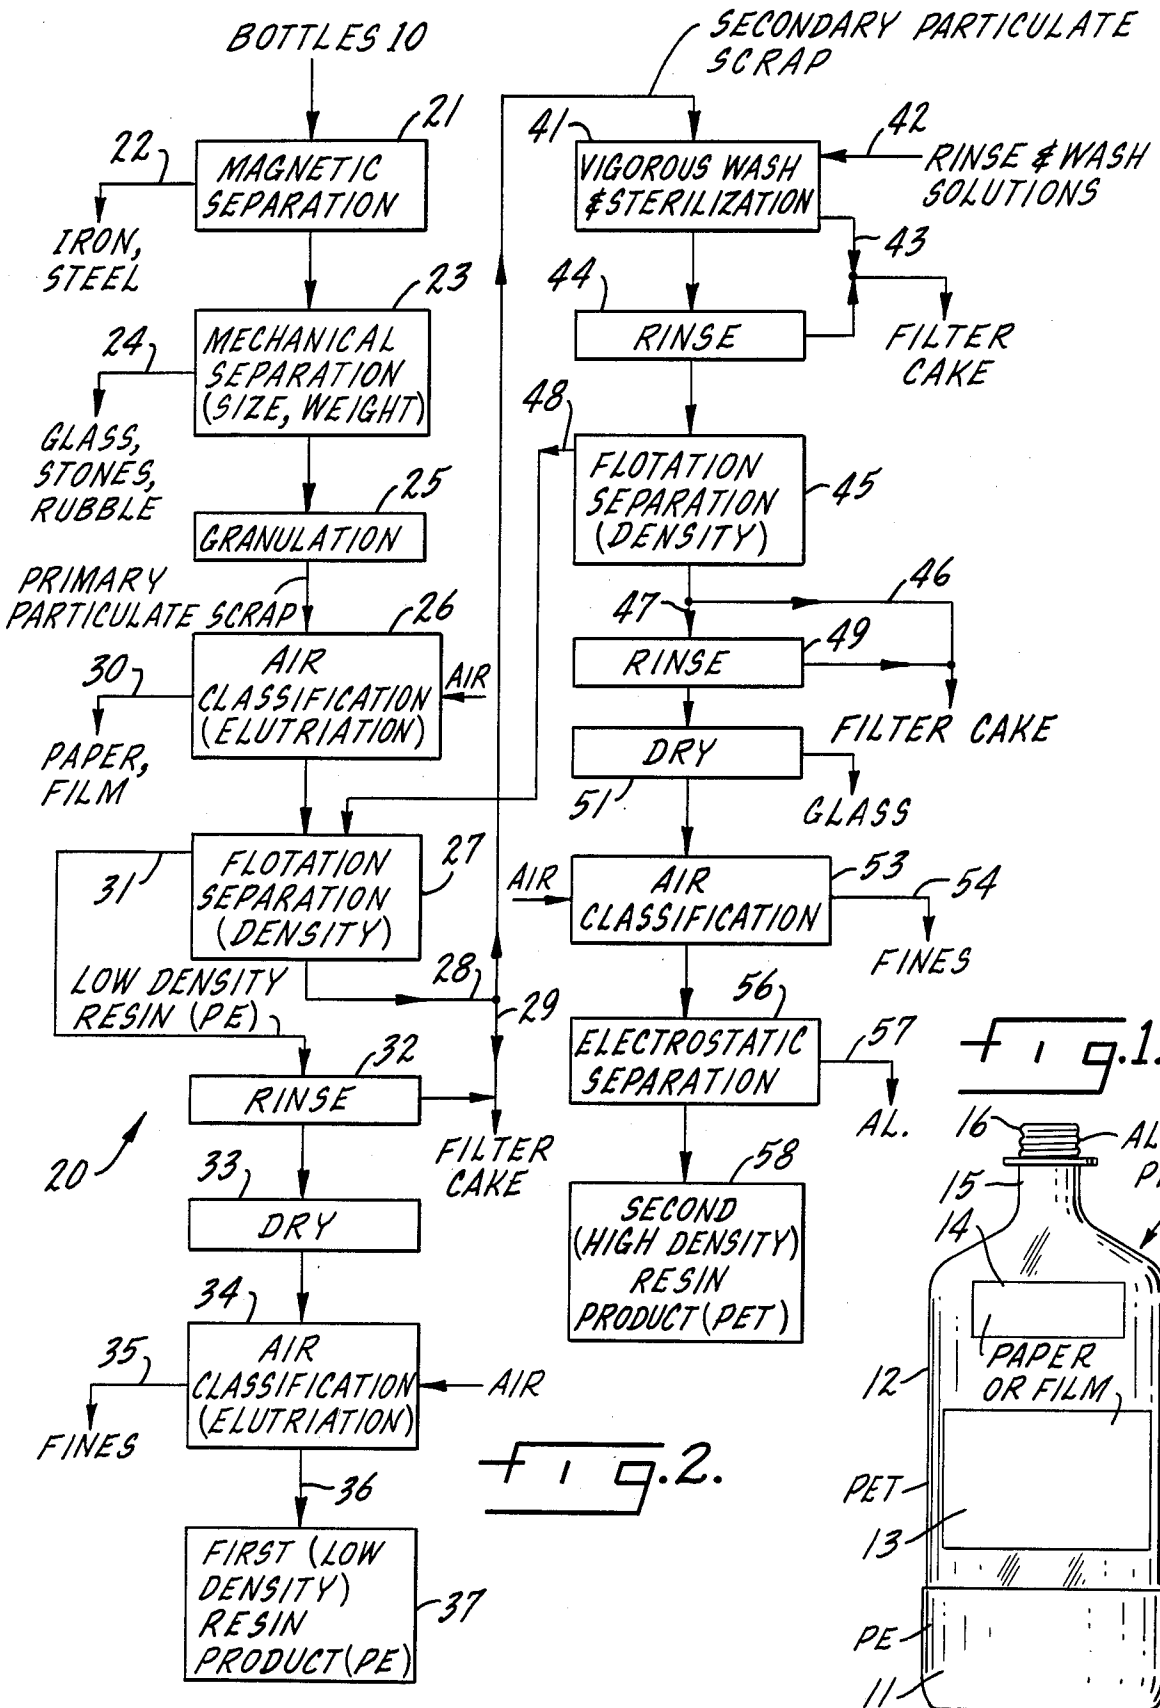 BOTTLES 10
21
22
MAGNETIC
SEPARATION
IRON,
STEEL
23
24
MECHANICAL
SEPARATION
(SIZE, WEIGHT)
GLASS,
STONES,
RUBBLE
25
GRANULATION
PRIMARY
PARTICULATE SCRAP
26
30
AIR
CLASSIFICATION
(ELUTRIATION)
AIR
PAPER,
FILM
31
FLOTATION
SEPARATION
(DENSITY)
27
LOW DENSITY
RESIN (PE)
28
29
32
RINSE
20
FILTER
CAKE
33
DRY
34
35
AIR
CLASSIFICATION
(ELUTRIATION)
AIR
FINES
36
FIRST (LOW
DENSITY)
RESIN
PRODUCT (PE)
37
fig.2.
SECONDARY PARTICULATE
SCRAP
41
42
VIGOROUS WASH
& STERILIZATION
RINSE & WASH
SOLUTIONS
43
44
RINSE
FILTER
CAKE
48
FLOTATION
SEPARATION
(DENSITY)
45
46
47
49
RINSE
FILTER CAKE
DRY
51
GLASS
AIR
AIR
CLASSIFICATION
53
54
FINES
56
ELECTROSTATIC
SEPARATION
57
AL.
58
SECOND
(HIGH DENSITY)
RESIN
PRODUCT (PET)
fig.1.
16
AL
15
14
PAPER
OR FILM
12
PET
13
PE
11